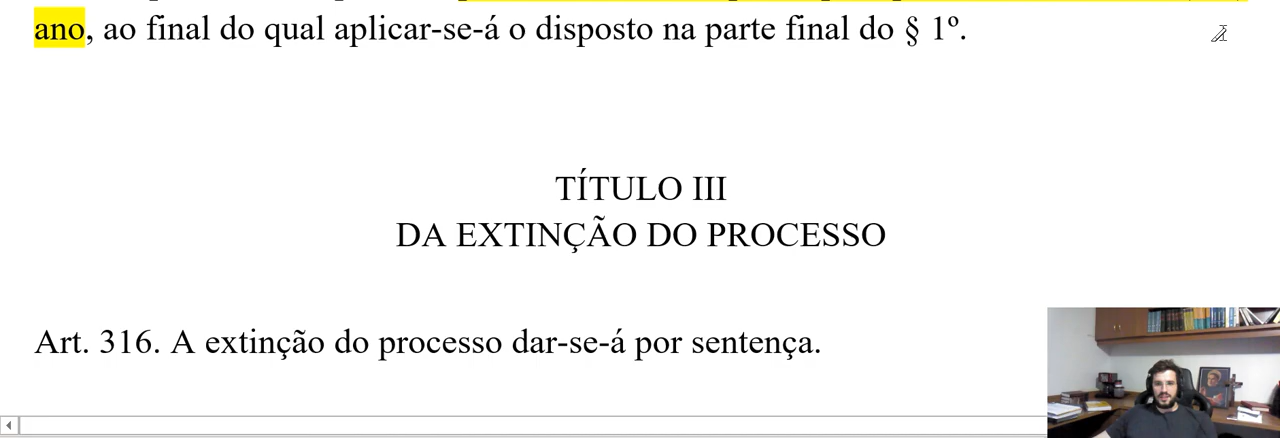 ano, ao final do qual aplicar-se-á o disposto na parte final do § 1º.
TÍTULO III
DA EXTINÇÃO DO PROCESSO
Art. 316. A extinção do processo dar-se-á por sentença.